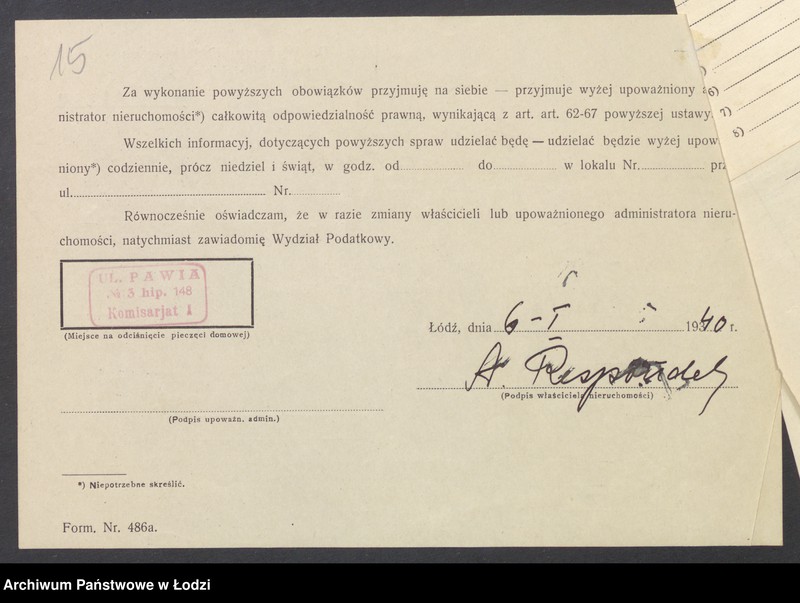 15
Za wykonanie powyższych obowiązków przyjmuję na siebie — przyjmuje wyżej upoważniony
nistrator nieruchomości*) całkowitą odpowiedzialność prawną, wynikającą z art. art. 62-67 powyższej ustawy.
Wszelkich informacyj, dotyczących powyższych spraw udzielać będę — udzielać będzie wyżej upow
niony*) codziennie, prócz niedziel i świąt, w godz. od do w lokalu Nr. prz
ul. Nr.
Równocześnie oświadczam, że w razie zmiany właścicieli lub upoważnionego administratora nieru-
chomości, natychmiast zawiadomię Wydział Podatkowy.
UL. PAWIA
№ 3 hip. 148
Komisarjat 1
(Miejsce na odciśnięcie pieczęci domowej)
Łódź, dnia 6-I 1940 r.
(Podpis właściciela nieruchomości)
(Podpis upoważn. admin.)
*) Niepotrzebne skreślić.
Form. Nr. 486a.
6)
7)
8)
Archiwum Państwowe w Łodzi